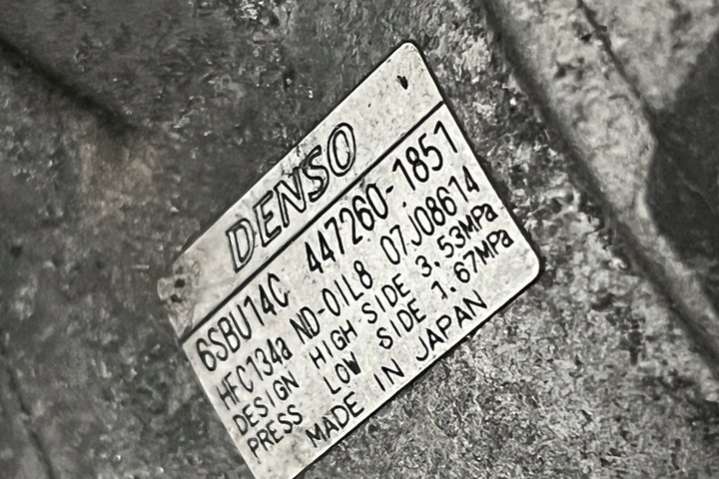 DENSO
6SBU14C 447260-1851
HFC134a ND-OIL8 07J08614
DESIGN HIGH SIDE 3.53MPa
PRESS LOW SIDE 1.67MPa
MADE IN JAPAN